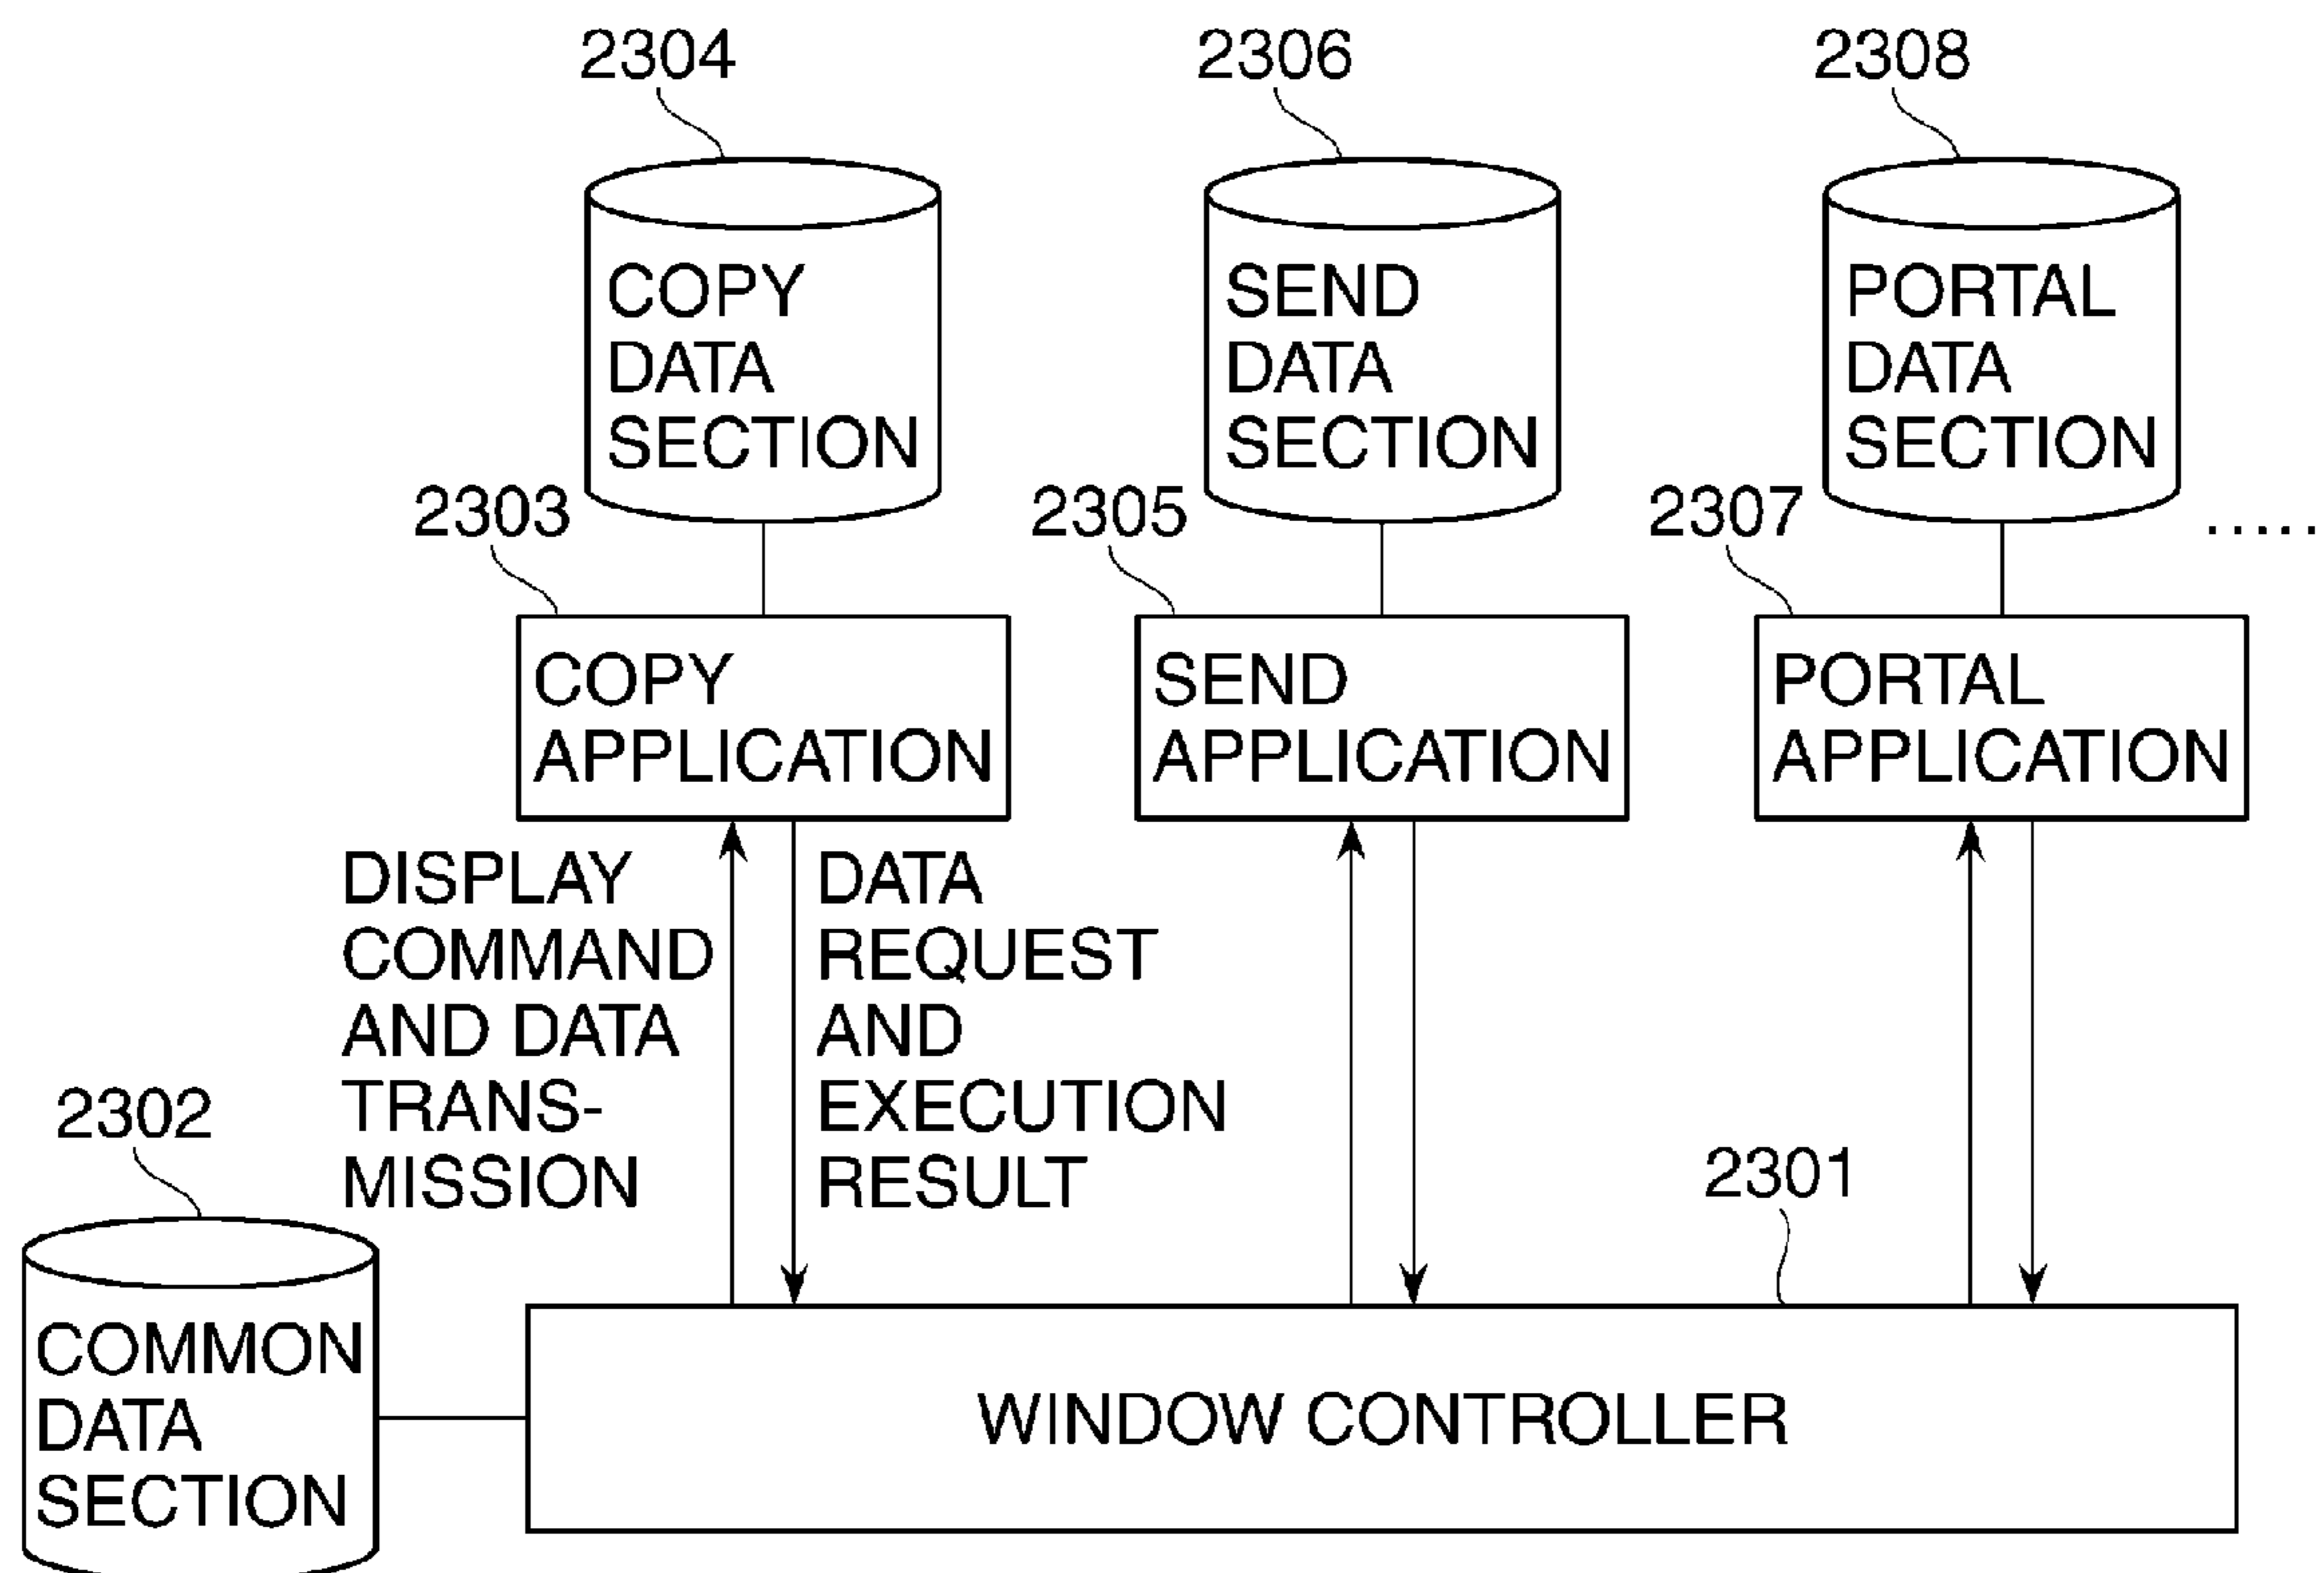 2304
2306
2308
COPY
DATA
SECTION
SEND
DATA
SECTION
PORTAL
DATA
SECTION
2303
2305
2307
.....
COPY
APPLICATION
SEND
APPLICATION
PORTAL
APPLICATION
DISPLAY
COMMAND
AND DATA
TRANS-
MISSION
DATA
REQUEST
AND
EXECUTION
RESULT
2302
2301
COMMON
DATA
SECTION
WINDOW CONTROLLER